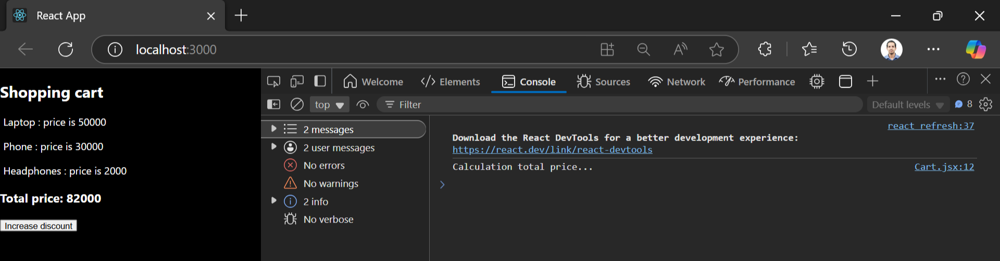 React App
localhost:3000
Shopping cart
Laptop : price is 50000
Phone : price is 30000
Headphones : price is 2000
Total price: 82000
Increase discount
Welcome
Elements
Console
Sources
Network
Performance
top
Filter
Default levels
8
2 messages
2 user messages
No errors
No warnings
2 info
No verbose
react refresh:37
Download the React DevTools for a better development experience:
https://react.dev/link/react-devtools
Calculation total price... Cart.jsx:12